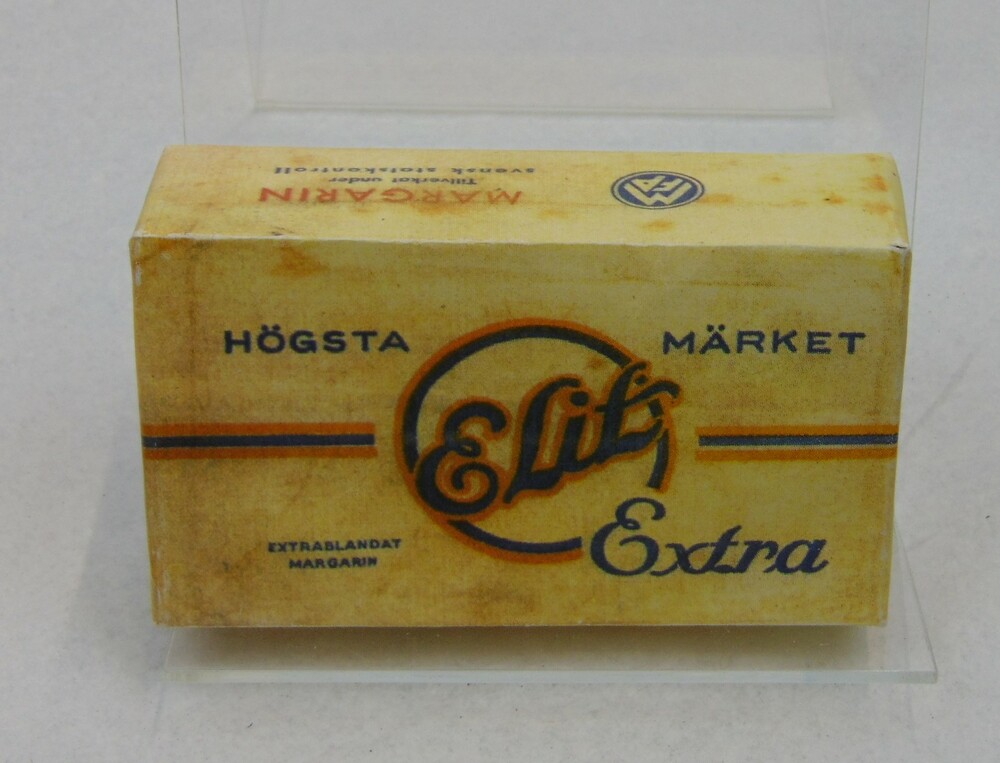 MARGARIN
Tillverkat under
svensk statskontroll
HÖGSTA MÄRKET
Elit
Extra
EXTRABLANDAT
MARGARIN